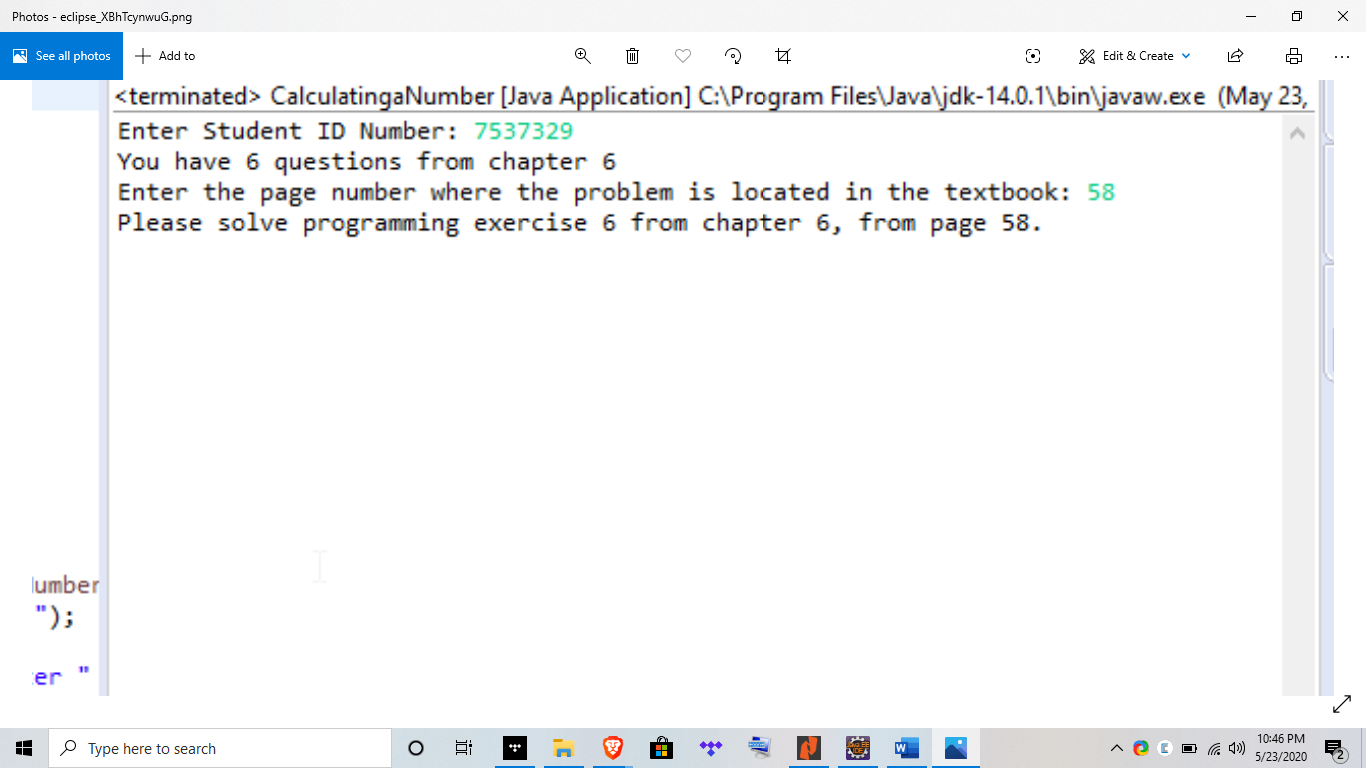 Photos - eclipse_XBhTcynwuG.png
See all photos
Add to
Edit & Create
<terminated> CalculatingaNumber [Java Application] C:\Program Files\Java\jdk-14.0.1\bin\javaw.exe (May 23,
Enter Student ID Number: 7537329
You have 6 questions from chapter 6
Enter the page number where the problem is located in the textbook: 58
Please solve programming exercise 6 from chapter 6, from page 58.
umber
");
er "
Type here to search
10:46 PM
5/23/2020
2